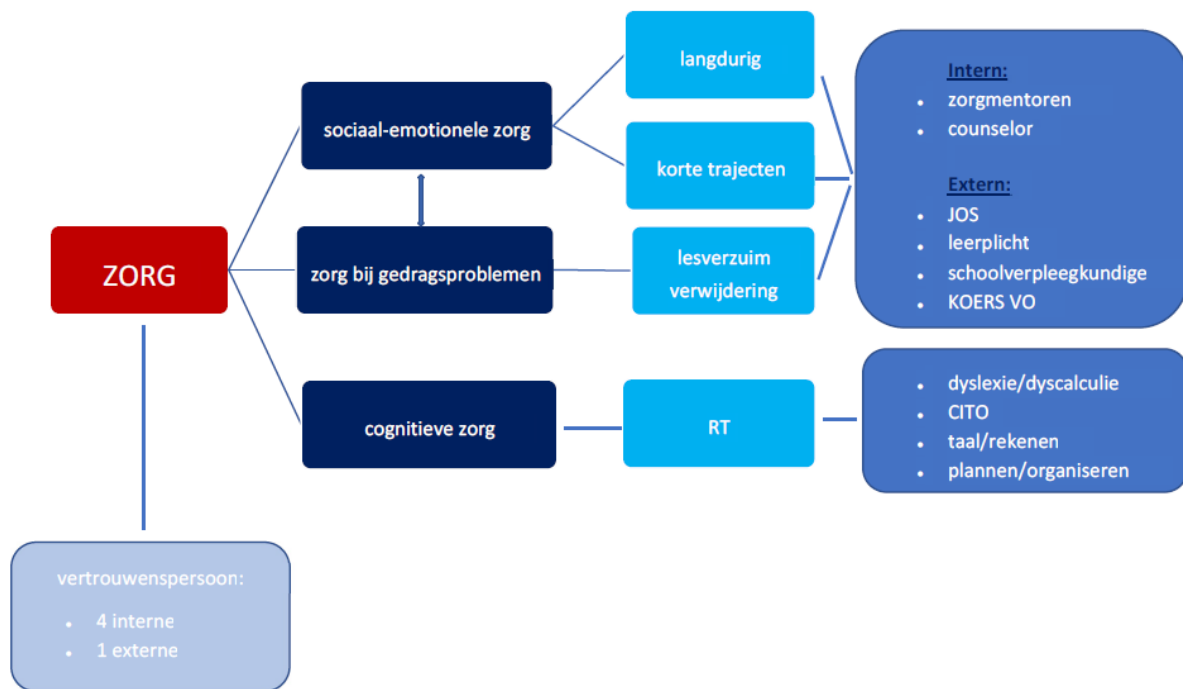 ZORG
sociaal-emotionele zorg
zorg bij gedragsproblemen
cognitieve zorg
langdurig
korte trajecten
lesverzuim
verwijdering
RT
Intern:
• zorgmentoren
• counselor
Extern:
• JOS
• leerplicht
• schoolverpleegkundige
• KOERS VO
• dyslexie/dyscalculie
• CITO
• taal/rekenen
• plannen/organiseren
vertrouwenspersoon:
• 4 interne
• 1 externe